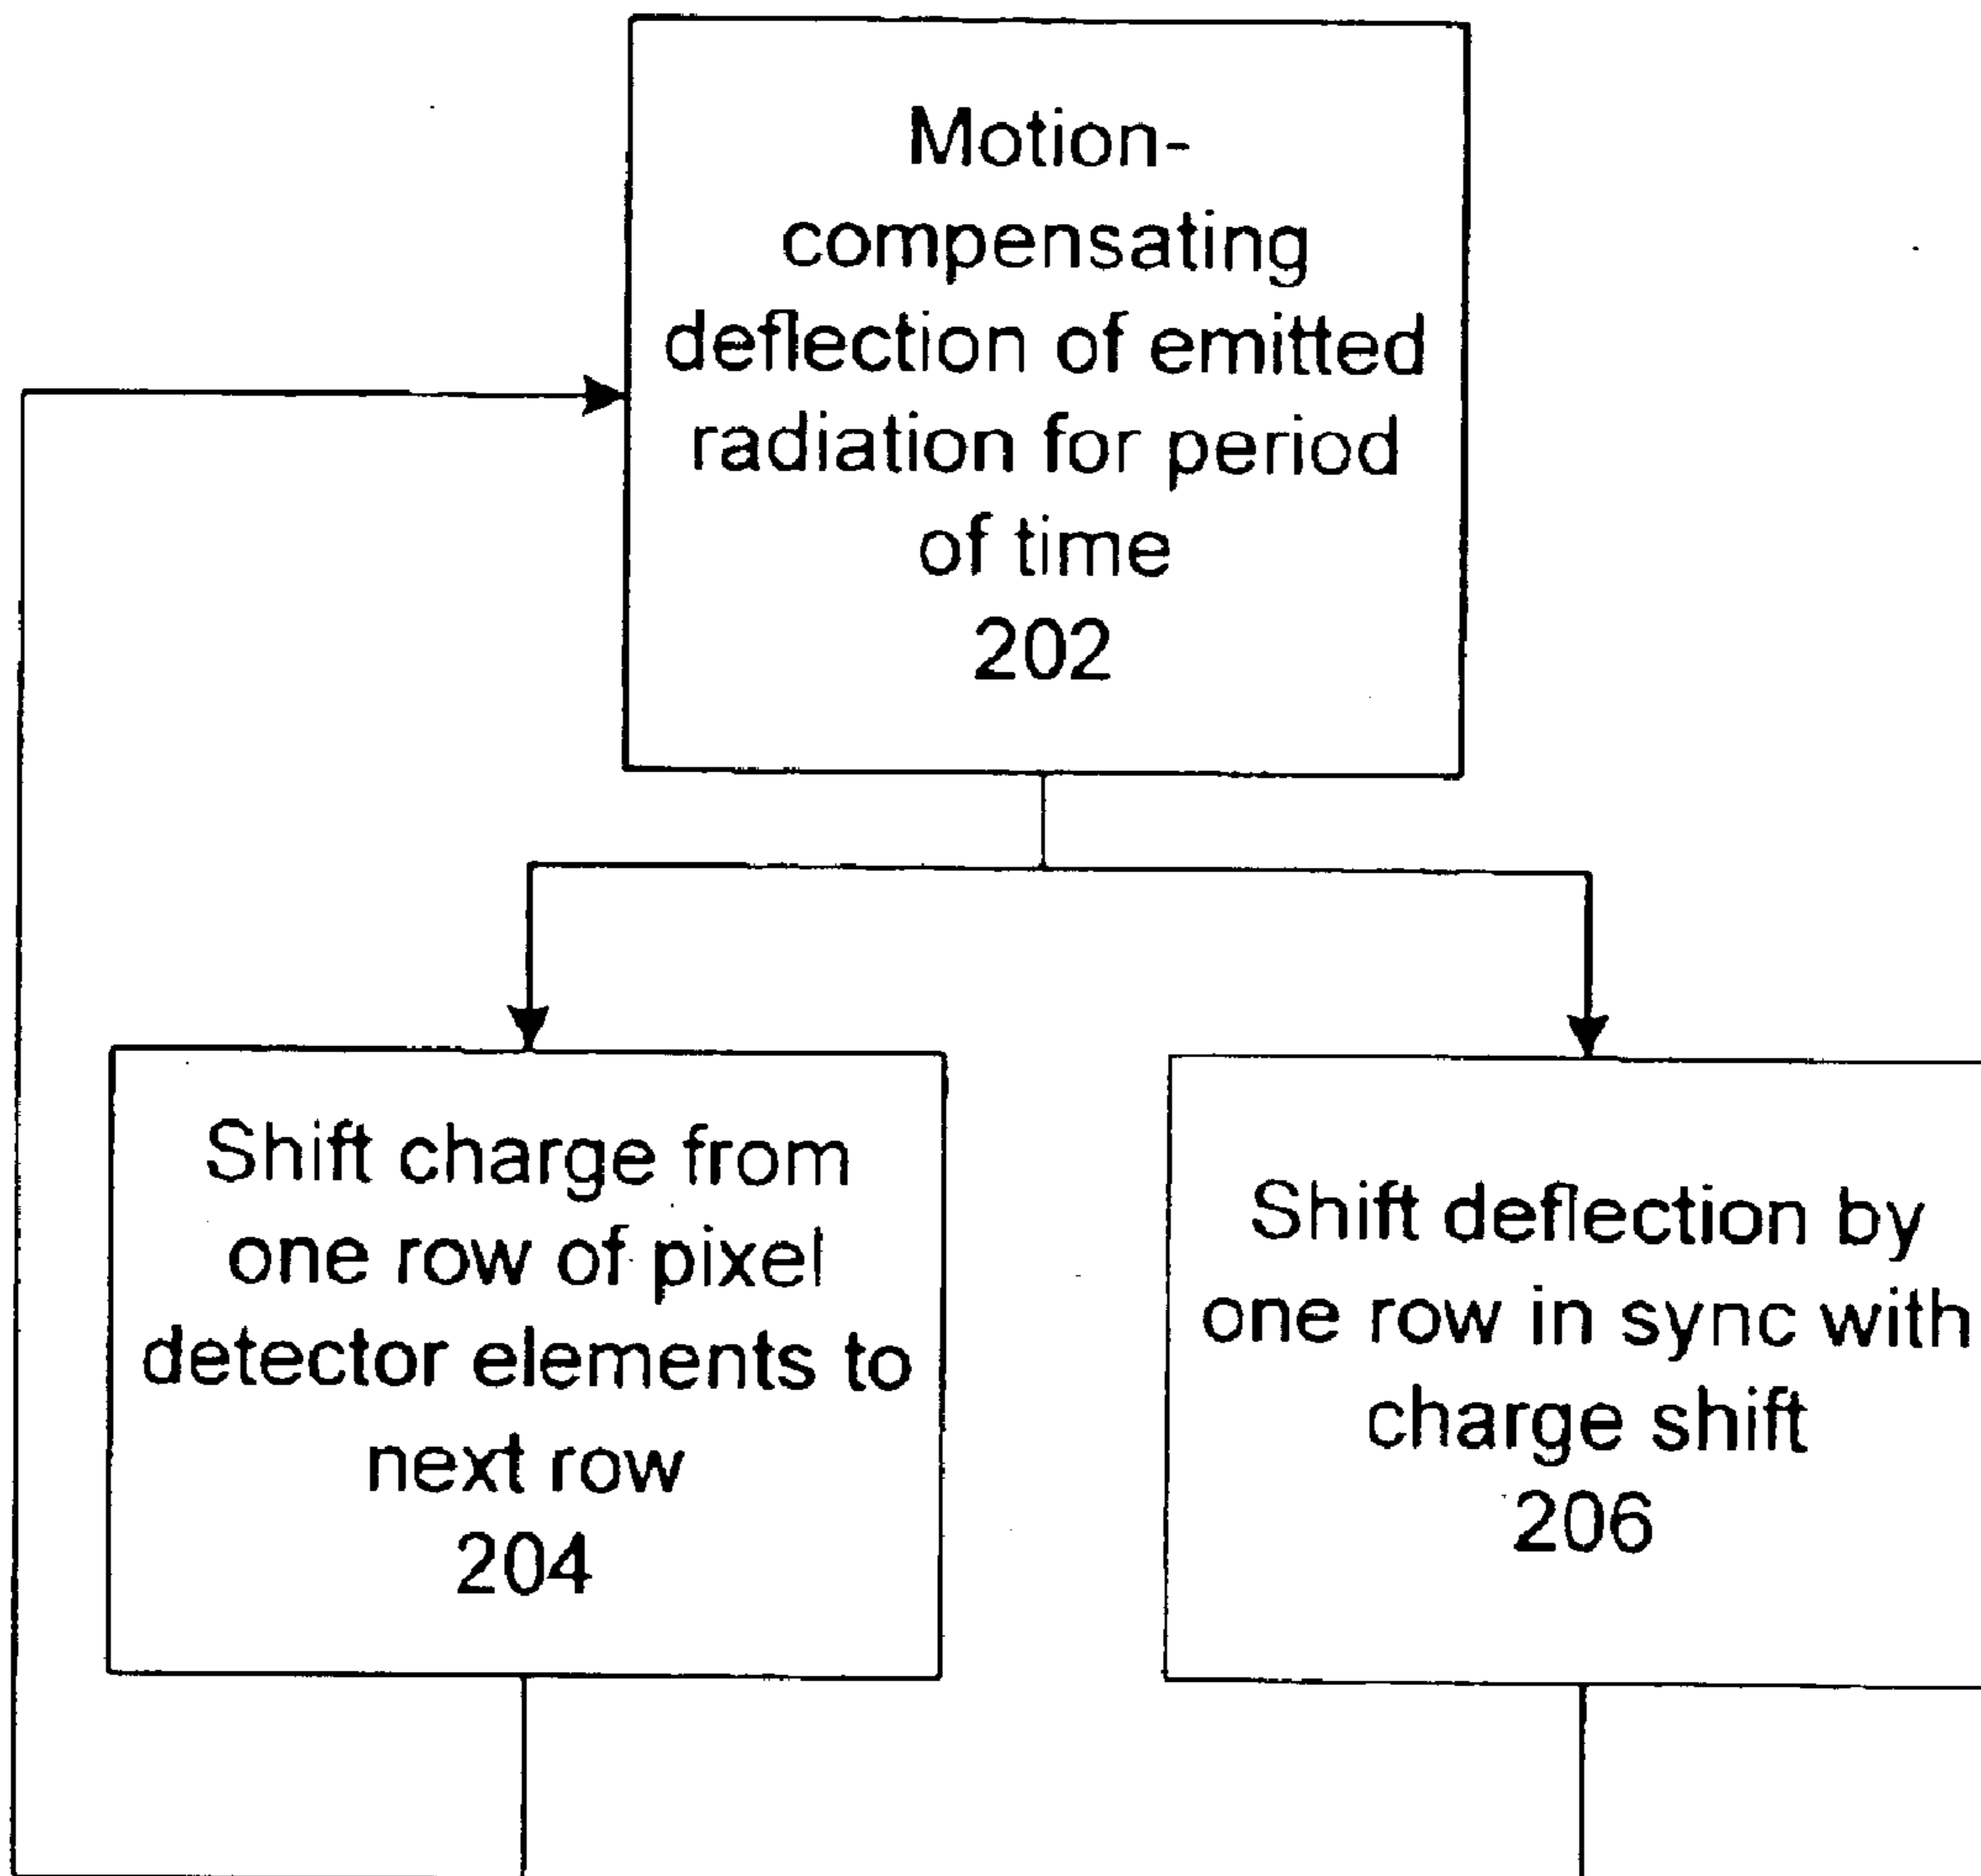 Motion-
compensating
deflection of emitted
radiation for period
of time
202
Shift charge from
one row of pixel
detector elements to
next row
204
Shift deflection by
one row in sync with
charge shift
206